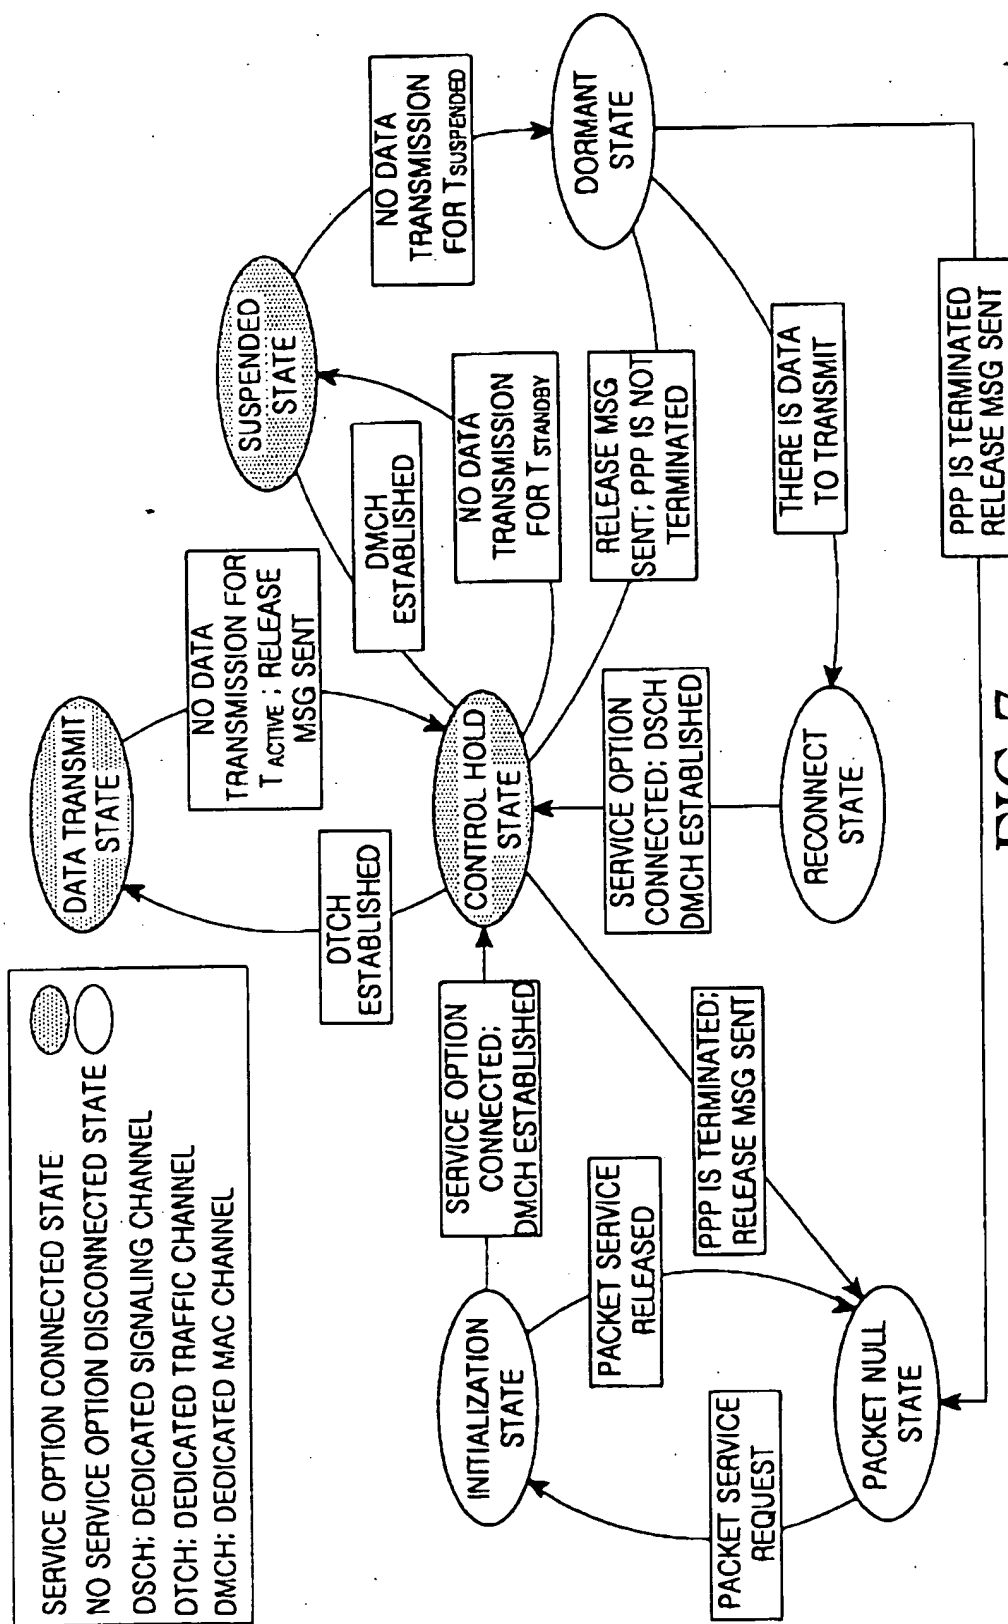 SERVICE OPTION CONNECTED STATE
NO SERVICE OPTION DISCONNECTED STATE
DSCH; DEDICATED SIGNALING CHANNEL
DTCH; DEDICATED TRAFFIC CHANNEL
DMCH; DEDICATED MAC CHANNEL
DATA TRANSMIT
STATE
DTCH
ESTABLISHED
NO DATA
TRANSMISSION FOR
TACTIVE ; RELEASE
MSG SENT
SUSPENDED
STATE
DMCH
ESTABLISHED
NO DATA
TRANSMISSION
FOR TSUSPENDED
NO DATA
TRANSMISSION
FOR TSTANDBY
SERVICE OPTION
CONNECTED;
DMCH ESTABLISHED
CONTROL HOLD
STATE
INITIALIZATION
STATE
PACKET SERVICE
RELEASED
PACKET SERVICE
REQUEST
PPP IS TERMINATED;
RELEASE MSG SENT
SERVICE OPTION
CONNECTED; DSCH
DMCH ESTABLISHED
RELEASE MSG
SENT; PPP IS NOT
TERMINATED
DORMANT
STATE
THERE IS DATA
TO TRANSMIT
PACKET NULL
STATE
RECONNECT
STATE
PPP IS TERMINATED
RELEASE MSG SENT
FIG. 7